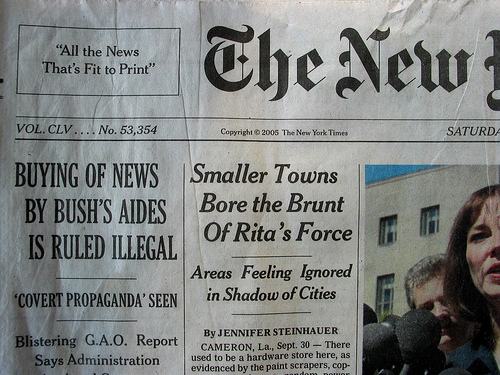 "All the News
That's Fit to Print"
The New
VOL. CLV .... No. 53,354
Copyright © 2005 The New York Times
SATURDA
BUYING OF NEWS
BY BUSH'S AIDES
IS RULED ILLEGAL
'COVERT PROPAGANDA' SEEN
Blistering G.A.O. Report
Says Administration
Smaller Towns
Bore the Brunt
Of Rita's Force
Areas Feeling Ignored
in Shadow of Cities
By JENNIFER STEINHAUER
CAMERON, La., Sept. 30 — There
used to be a hardware store here, as
evidenced by the paint scrapers, cop-